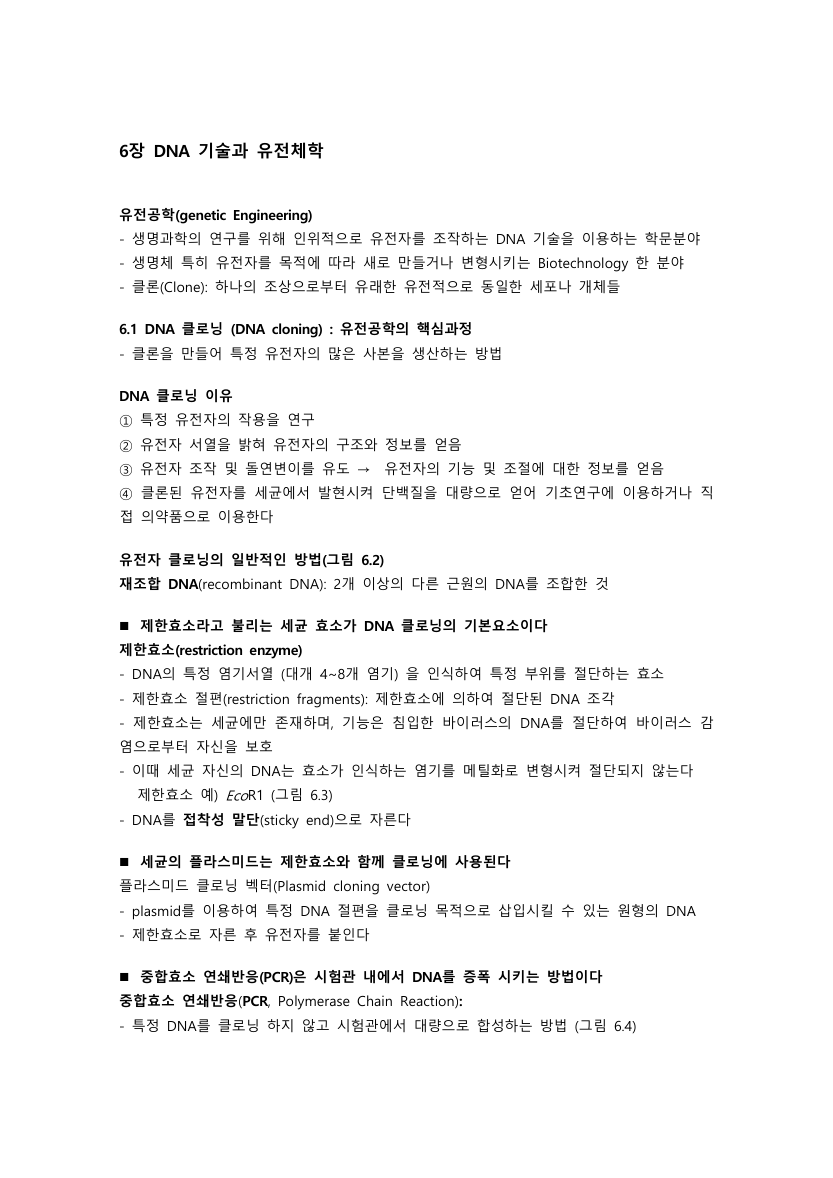 6장 DNA 기술과 유전체학
유전공학(genetic Engineering)
- 생명과학의 연구를 위해 인위적으로 유전자를 조작하는 DNA 기술을 이용하는 학문분야
- 생명체 특히 유전자를 목적에 따라 새로 만들거나 변형시키는 Biotechnology 한 분야
- 클론(Clone): 하나의 조상으로부터 유래한 유전적으로 동일한 세포나 개체들
6.1 DNA 클로닝 (DNA cloning) : 유전공학의 핵심과정
- 클론을 만들어 특정 유전자의 많은 사본을 생산하는 방법
DNA 클로닝 이유
① 특정 유전자의 작용을 연구
② 유전자 서열을 밝혀 유전자의 구조와 정보를 얻음
③ 유전자 조작 및 돌연변이를 유도 → 유전자의 기능 및 조절에 대한 정보를 얻음
④ 클론된 유전자를 세균에서 발현시켜 단백질을 대량으로 얻어 기초연구에 이용하거나 직
접 의약품으로 이용한다
유전자 클로닝의 일반적인 방법(그림 6.2)
재조합 DNA(recombinant DNA): 2개 이상의 다른 근원의 DNA를 조합한 것
■ 제한효소라고 불리는 세균 효소가 DNA 클로닝의 기본요소이다
제한효소(restriction enzyme)
- DNA의 특정 염기서열 (대개 4~8개 염기) 을 인식하여 특정 부위를 절단하는 효소
- 제한효소 절편(restriction fragments): 제한효소에 의하여 절단된 DNA 조각
- 제한효소는 세균에만 존재하며, 기능은 침입한 바이러스의 DNA를 절단하여 바이러스 감
염으로부터 자신을 보호
- 이때 세균 자신의 DNA는 효소가 인식하는 염기를 메틸화로 변형시켜 절단되지 않는다
제한효소 예) EcoR1 (그림 6.3)
- DNA를 접착성 말단(sticky end)으로 자른다
■ 세균의 플라스미드는 제한효소와 함께 클로닝에 사용된다
플라스미드 클로닝 벡터(Plasmid cloning vector)
- plasmid를 이용하여 특정 DNA 절편을 클로닝 목적으로 삽입시킬 수 있는 원형의 DNA
- 제한효소로 자른 후 유전자를 붙인다
■ 중합효소 연쇄반응(PCR)은 시험관 내에서 DNA를 증폭 시키는 방법이다
중합효소 연쇄반응(PCR, Polymerase Chain Reaction):
- 특정 DNA를 클로닝 하지 않고 시험관에서 대량으로 합성하는 방법 (그림 6.4)